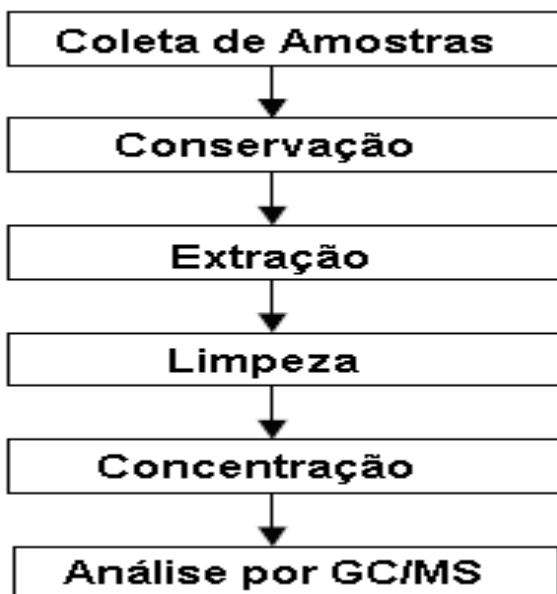 Coleta de Amostras
Conservação
Extração
Limpeza
Concentração
Análise por GC/MS